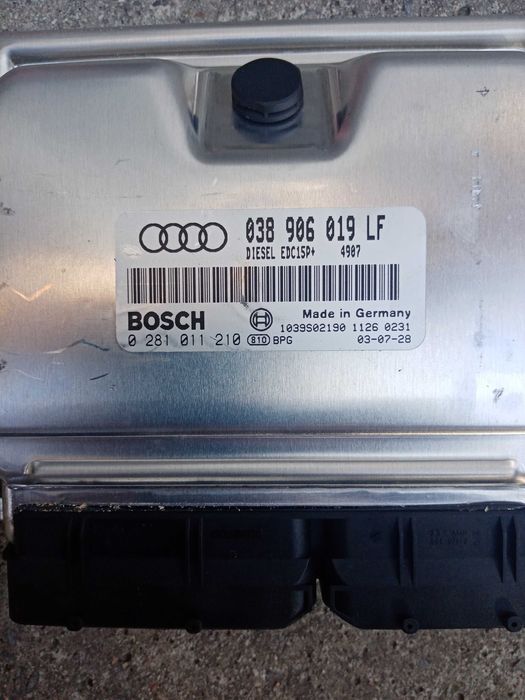 038 906 019 LF
DIESEL EDC15P+ 4907
BOSCH Made in Germany
1039S02190 1126 0231
0 281 011 210 810 BPG 03-07-28